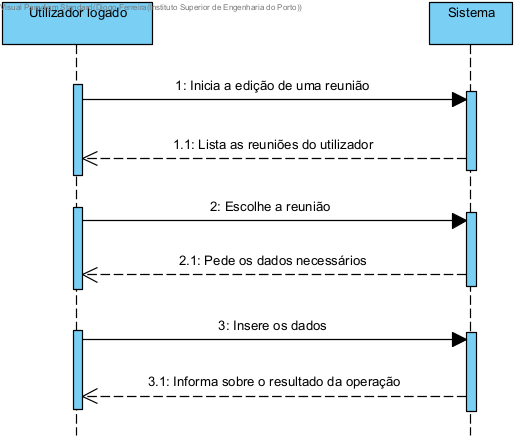 Visual Paradigm Standard(Diogo Ferreira(Instituto Superior de Engenharia do Porto))
Utilizador logado
Sistema
1: Inicia a edição de uma reunião
1.1: Lista as reuniões do utilizador
2: Escolhe a reunião
2.1: Pede os dados necessários
3: Insere os dados
3.1: Informa sobre o resultado da operação